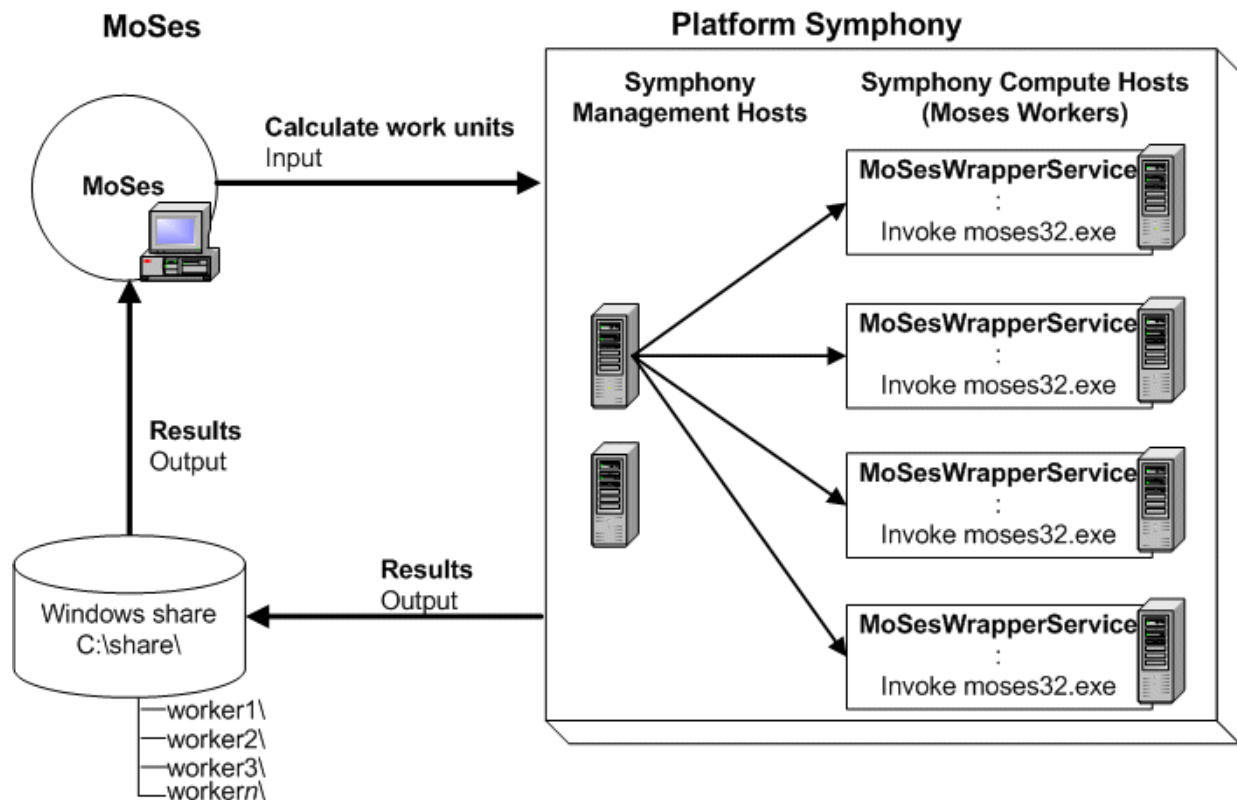 MoSes
Platform Symphony
Symphony
Management Hosts
Symphony Compute Hosts
(Moses Workers)
Calculate work units
Input
MoSes
MoSesWrapperService
:
Invoke moses32.exe
MoSesWrapperService
:
Invoke moses32.exe
MoSesWrapperService
:
Invoke moses32.exe
MoSesWrapperService
:
Invoke moses32.exe
Results
Output
Results
Output
Windows share
C:\share\
worker1\
worker2\
worker3\
workern\